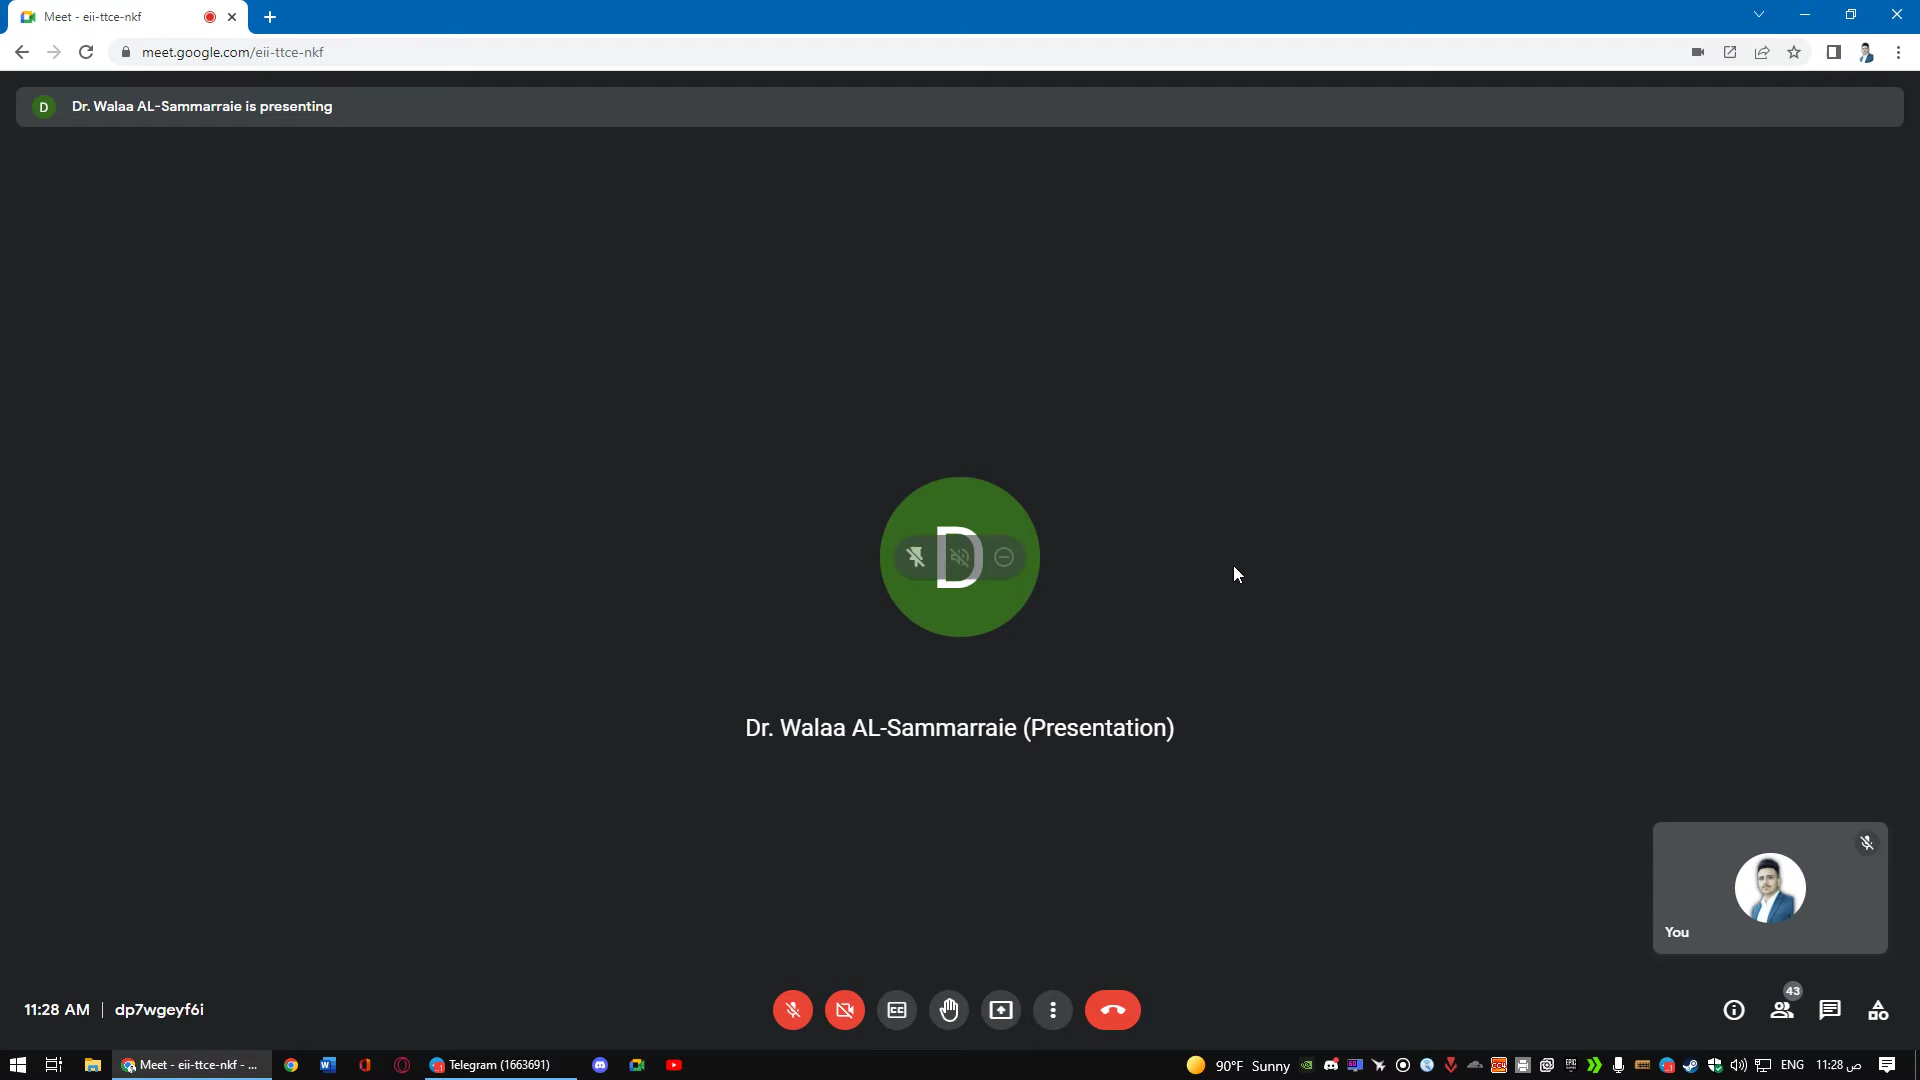 Meet - eii-ttce-nkf
meet.google.com/eii-ttce-nkf
D
Dr. Walaa AL-Sammarraie is presenting
D
Dr. Walaa AL-Sammarraie (Presentation)
You
11:28 AM | dp7wgeyf6i
43
Meet - eii-ttce-nkf - ...
Telegram (1663691)
90°F Sunny
ENG
11:28 ص